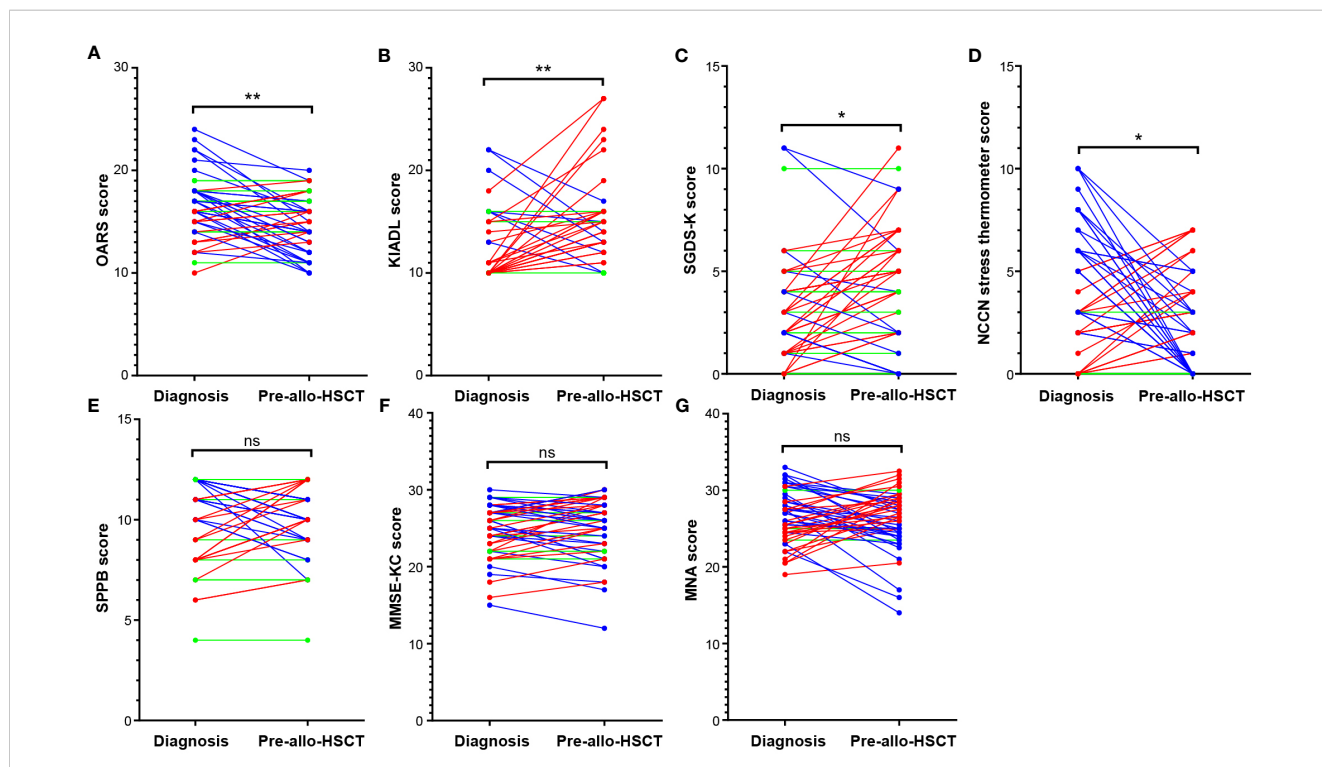 A
OARS score
30
20
10
0
**
Diagnosis Pre-allo-HSCT
B
KIADL score
30
20
10
0
**
Diagnosis Pre-allo-HSCT
C
SGDS-K score
15
10
5
0
*
Diagnosis Pre-allo-HSCT
D
NCCN stress thermometer score
15
10
5
0
*
Diagnosis Pre-allo-HSCT
E
SPPB score
15
10
5
0
ns
Diagnosis Pre-allo-HSCT
F
MMSE-KC score
40
30
20
10
0
ns
Diagnosis Pre-allo-HSCT
G
MNA score
40
30
20
10
0
ns
Diagnosis Pre-allo-HSCT